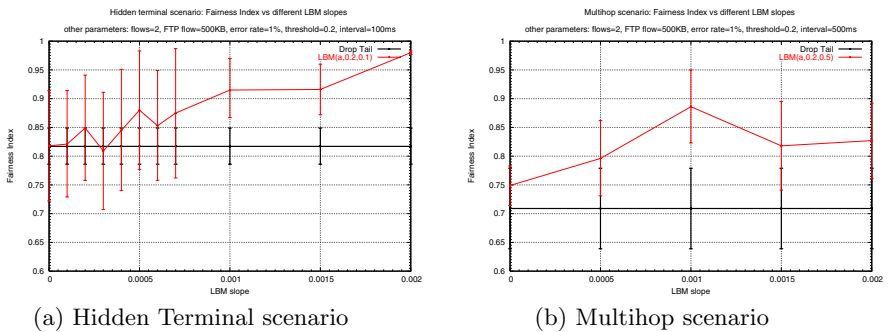 Hidden terminal scenario: Fairness Index vs different LBM slopes
other parameters: flows=2, FTP flow=500KB, error rate=1%, threshold=0.2, interval=100ms
1
0.95
0.9
0.85
0.8
0.75
0.7
0.65
0.6
Fairness Index
Drop Tail
LBM(a,0.2,0.1)
0
0.0005
0.001
0.0015
0.002
LBM slope
(a) Hidden Terminal scenario
Multihop scenario: Fairness Index vs different LBM slopes
other parameters: flows=2, FTP flow=500KB, error rate=1%, threshold=0.2, interval=500ms
1
0.95
0.9
0.85
0.8
0.75
0.7
0.65
0.6
Fairness Index
Drop Tail
LBM(a,0.2,0.5)
0
0.0005
0.001
0.0015
0.002
LBM slope
(b) Multihop scenario